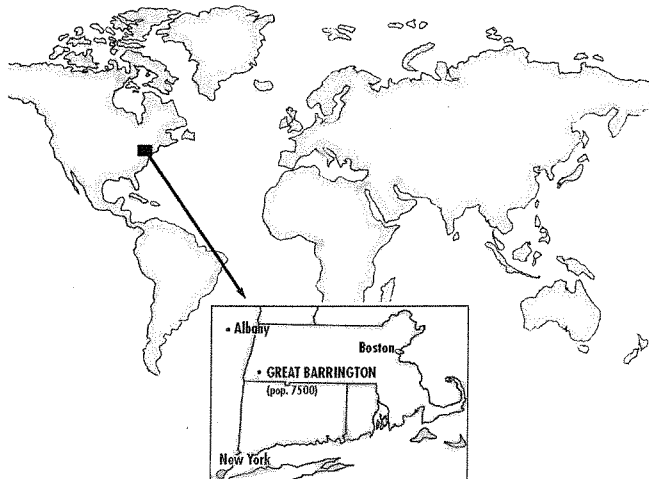 Albany
Boston
GREAT BARRINGTON
(pop. 7500)
New York